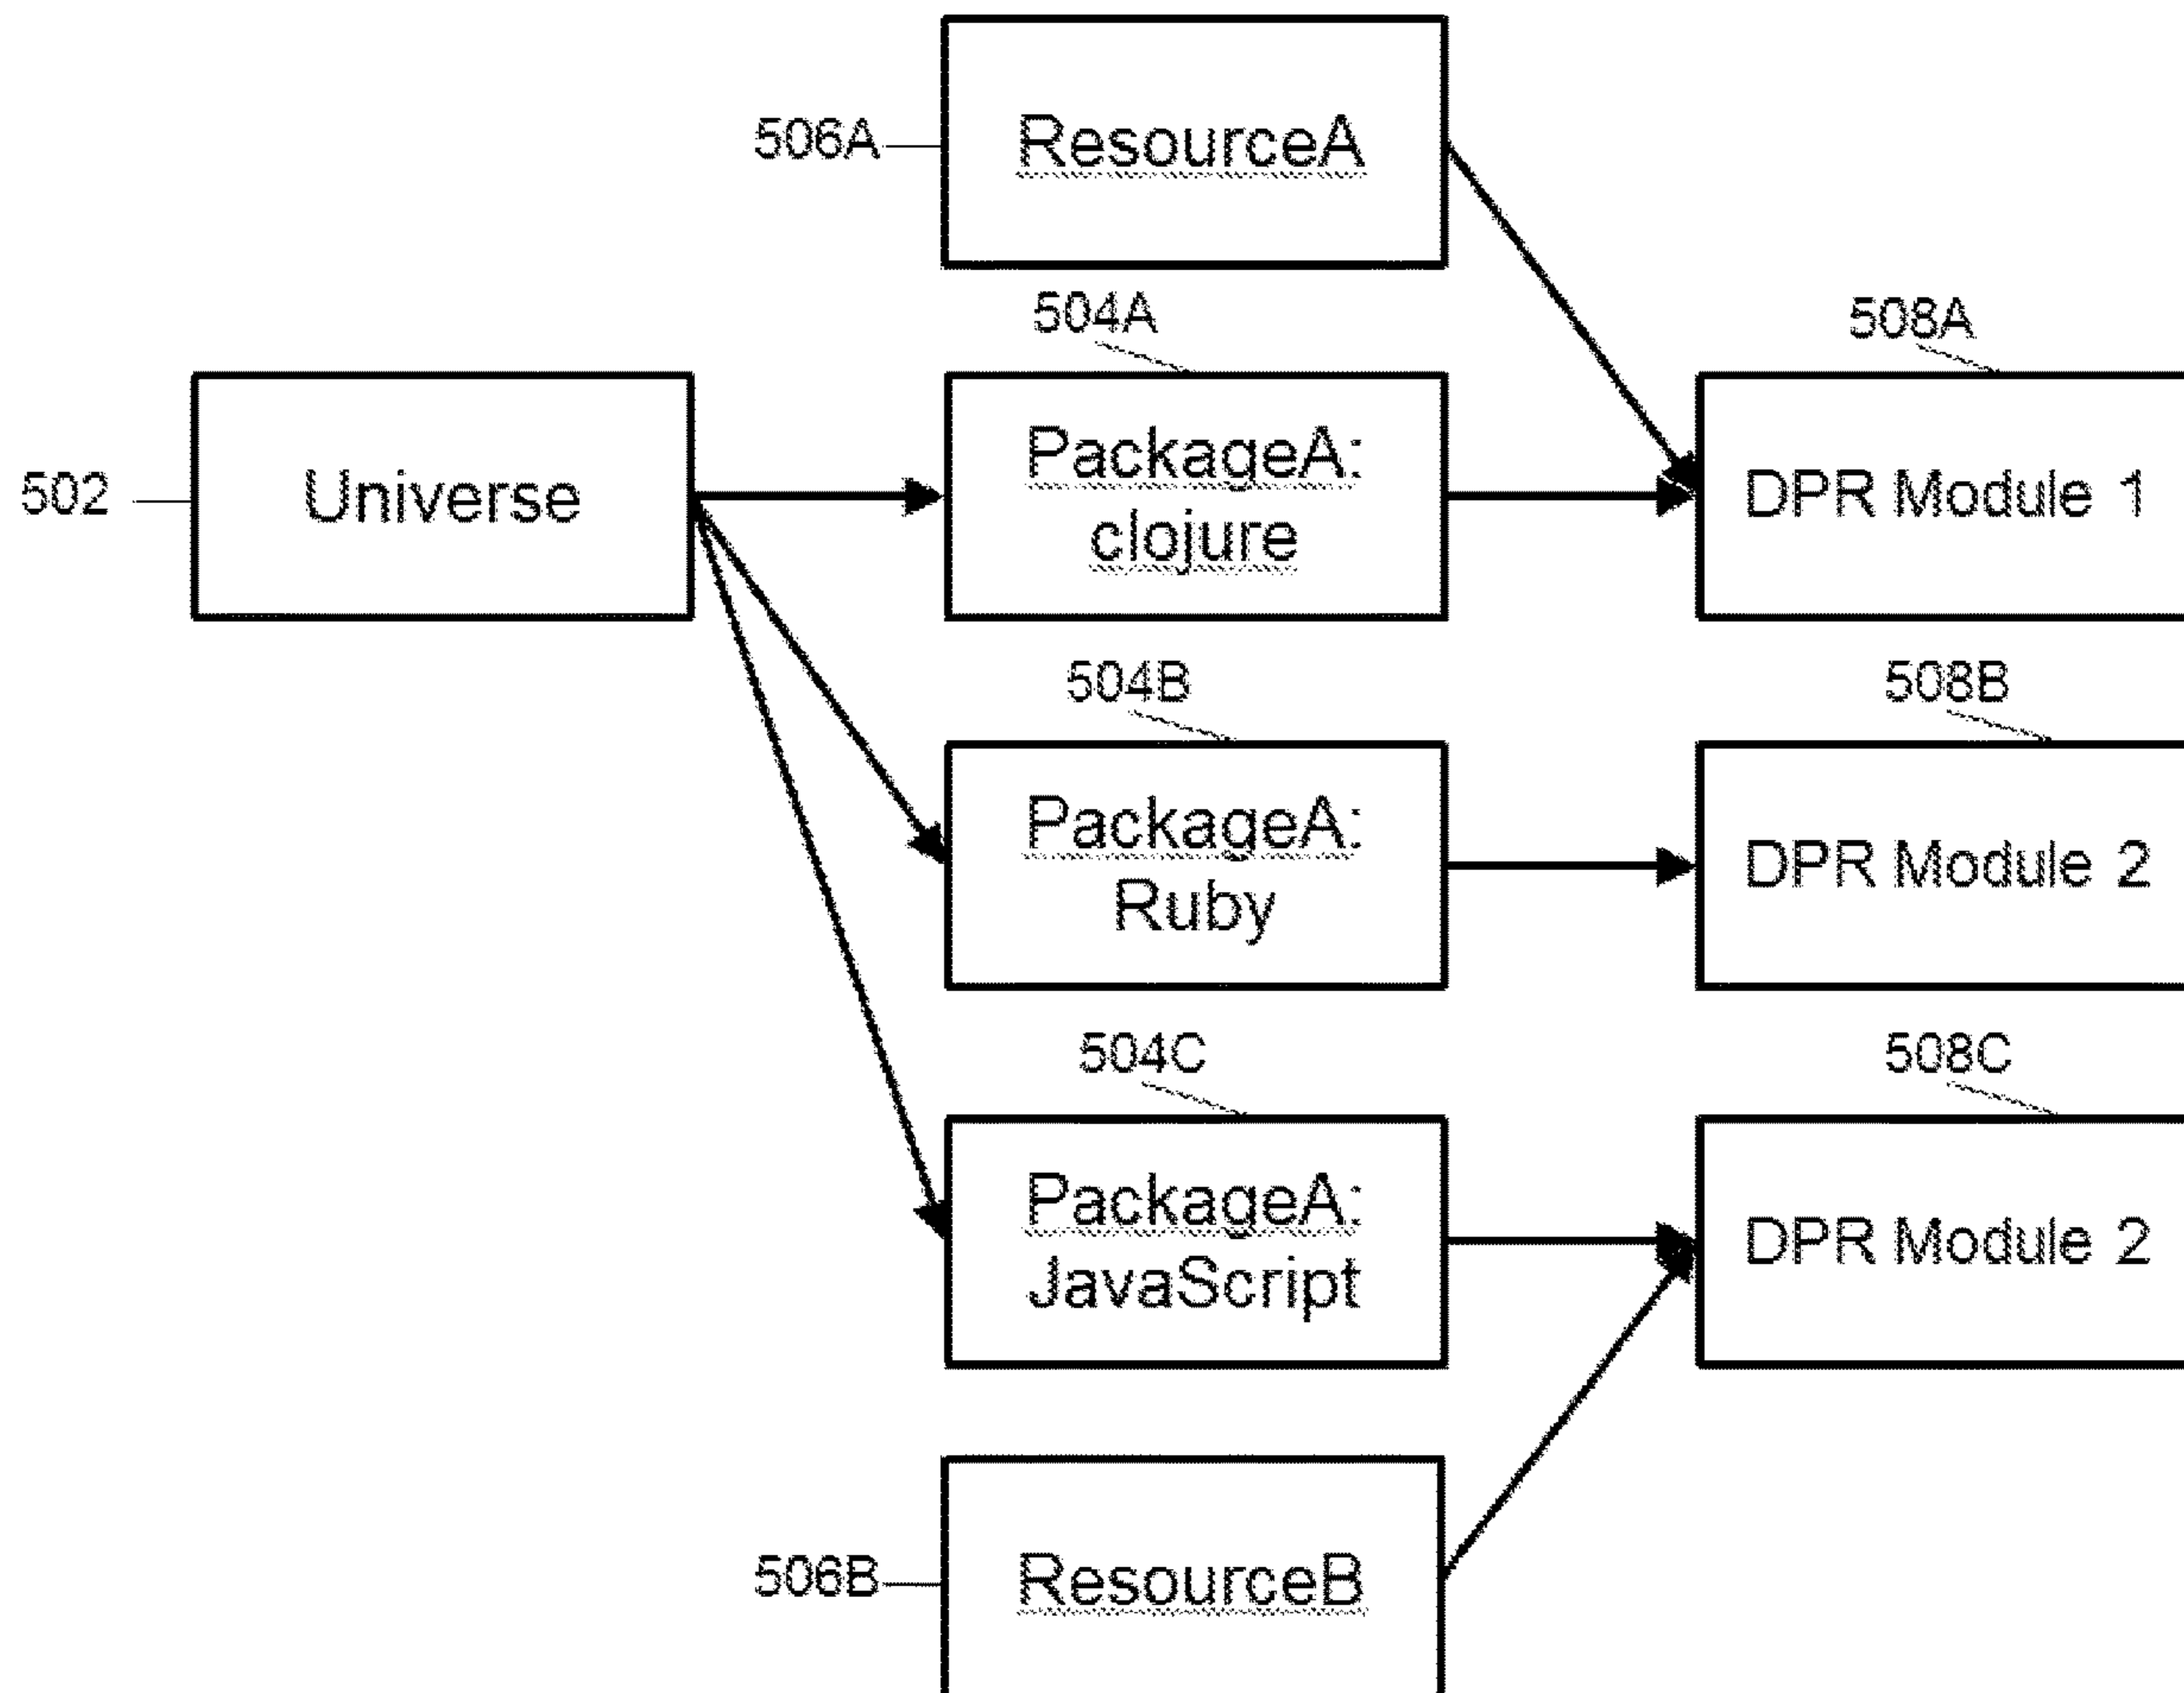 506A
ResourceA
504A
508A
502
Universe
PackageA:
clojure
DPR Module 1
504B
508B
PackageA:
Ruby
DPR Module 2
504C
508C
PackageA:
JavaScript
DPR Module 2
506B
ResourceB